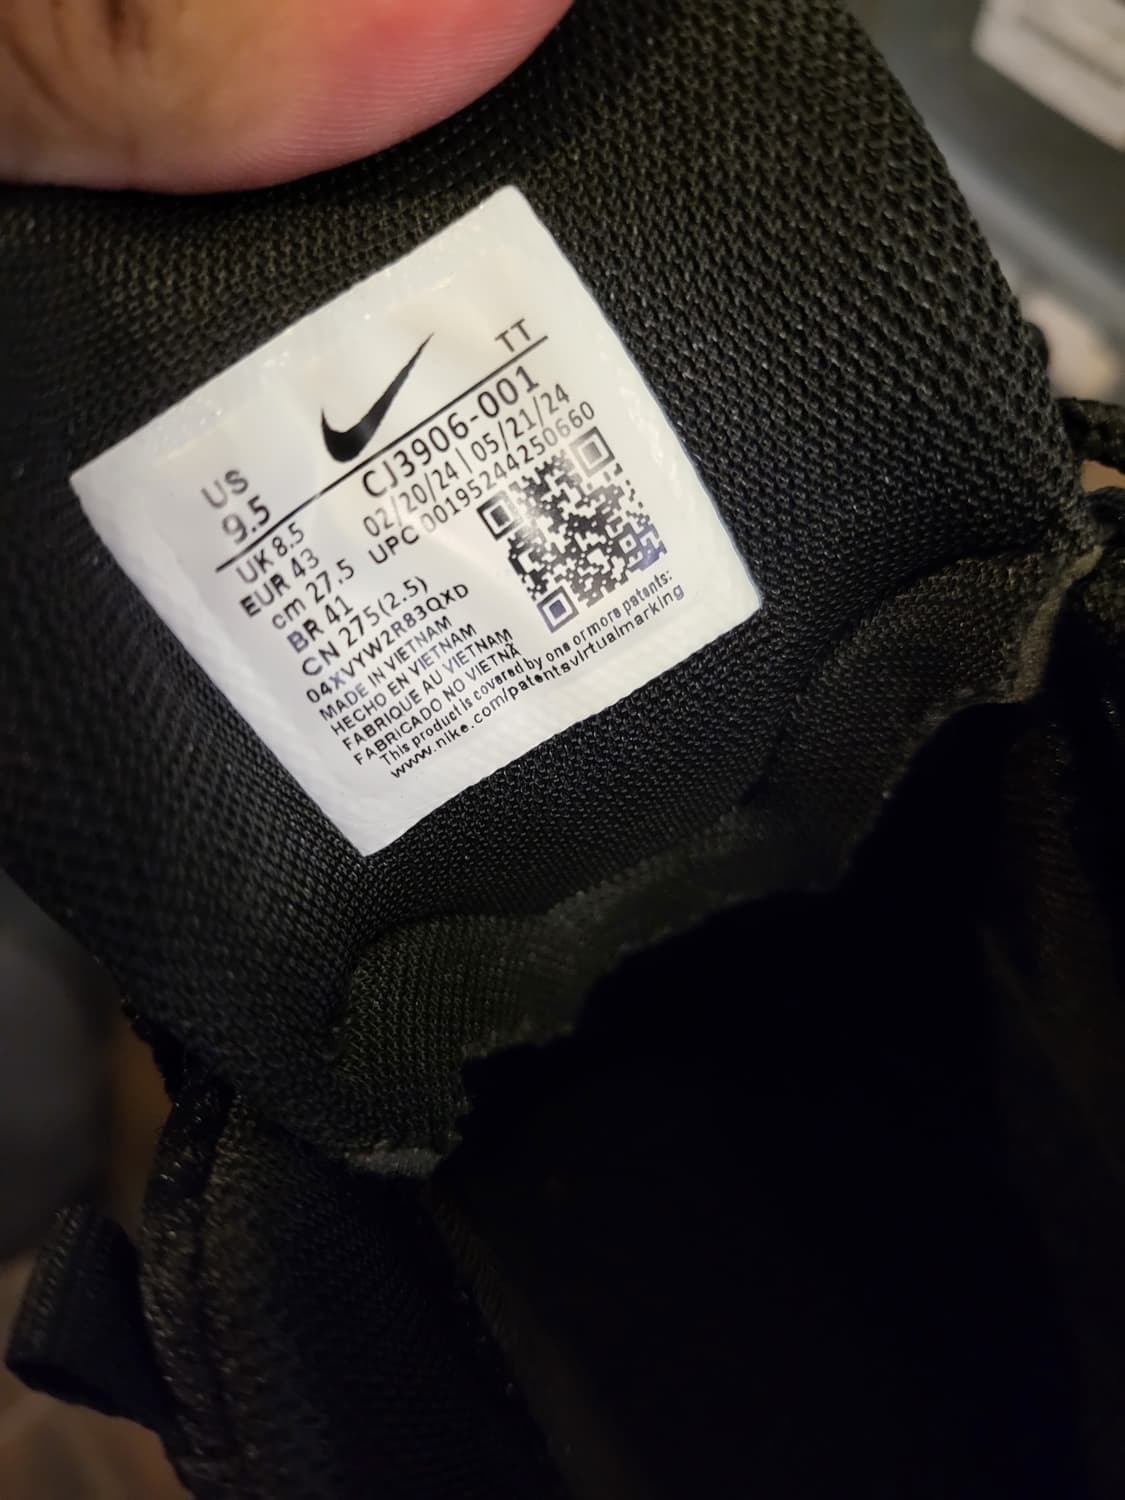 TT
US
9.5
CJ3906-001
02/20/24 | 05/21/24
UPC 00195244250660
UK 8.5
EUR 43
cm 27.5
BR 41
CN 275(2.5)
04XVYW2R83QXD
MADE IN VIETNAM
HECHO EN VIETNAM
FABRIQUE AU VIETNAM
FABRICADO NO VIETNÃ
This product is covered by one or more patents:
www.nike.com/patentsvirtualmarking